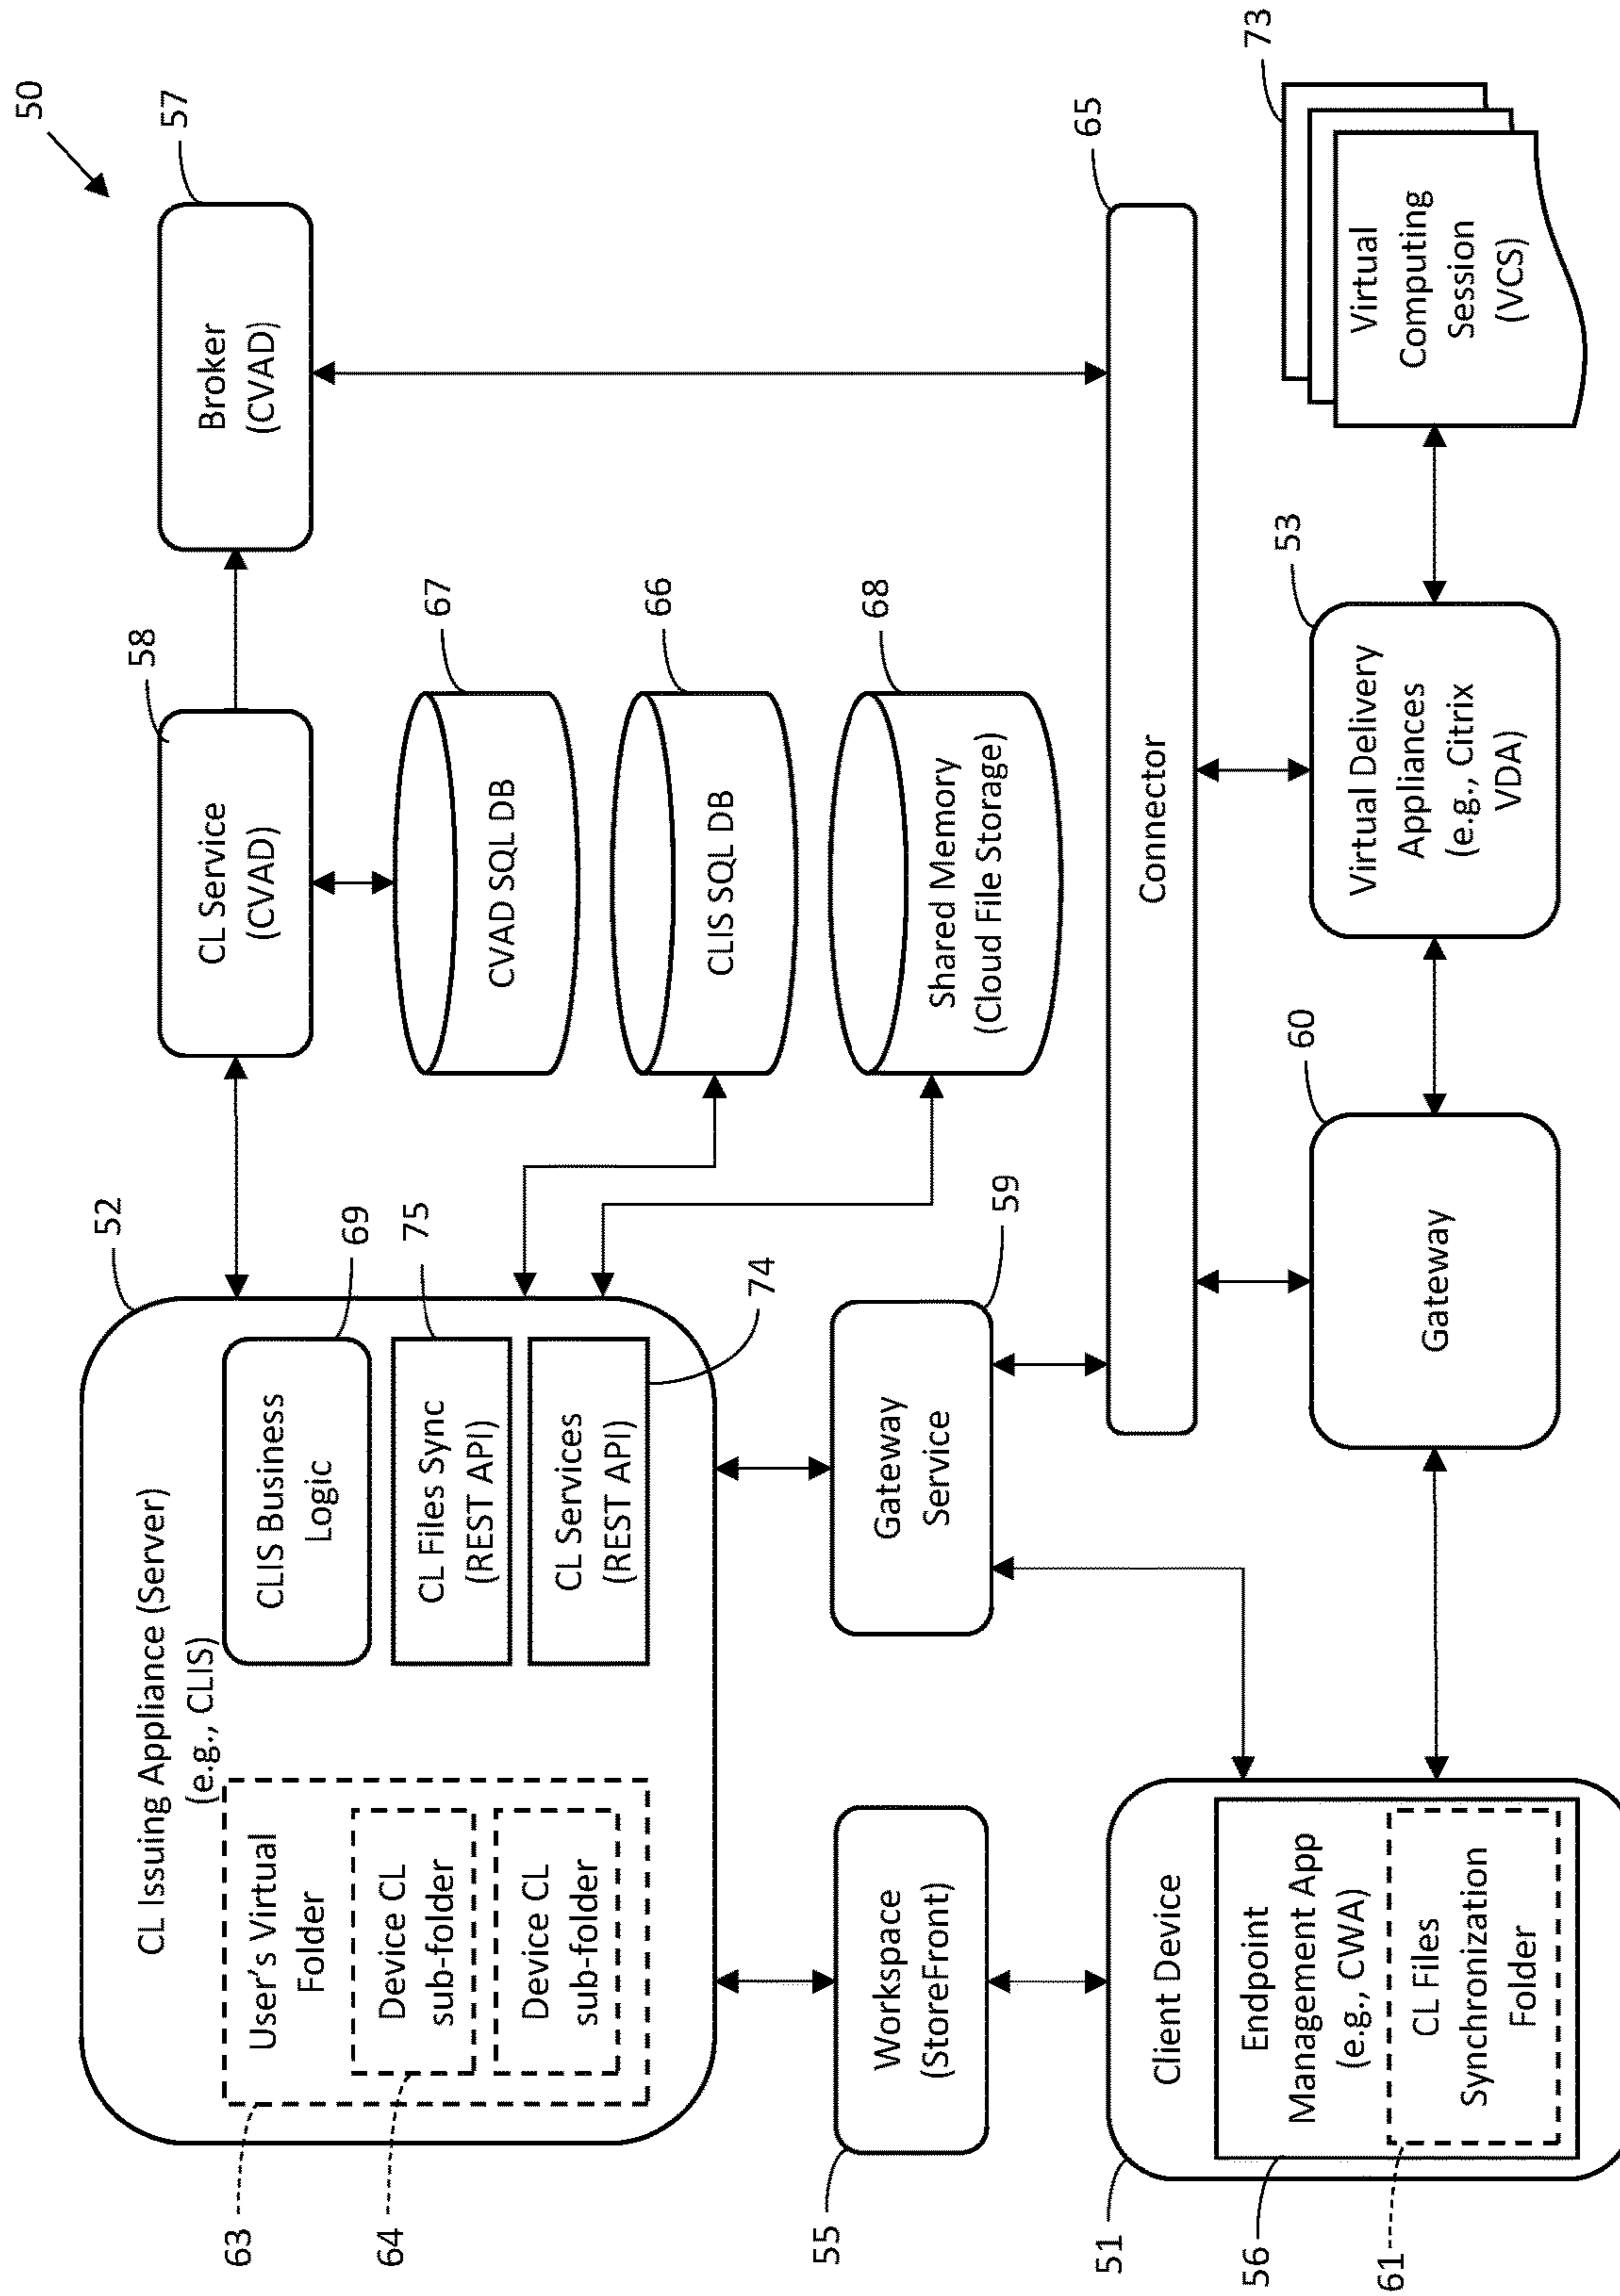 50
CL Issuing Appliance (Server)
(e.g., CLIS)
52
User's Virtual
Folder
63
Device CL
sub-folder
64
Device CL
sub-folder
CLIS Business
Logic
69
CL Files Sync
(REST API)
75
CL Services
(REST API)
74
CL Service
(CVAD)
58
Broker
(CVAD)
57
CVAD SQL DB
67
CLIS SQL DB
66
Shared Memory
(Cloud File Storage)
68
Workspace
(StoreFront)
55
Gateway
Service
59
Connector
65
Client Device
51
Endpoint
Management App
(e.g., CWA)
56
CL Files
Synchronization
Folder
61
Gateway
60
Virtual Delivery
Appliances
(e.g., Citrix
VDA)
53
Virtual
Computing
Session
(VCS)
73